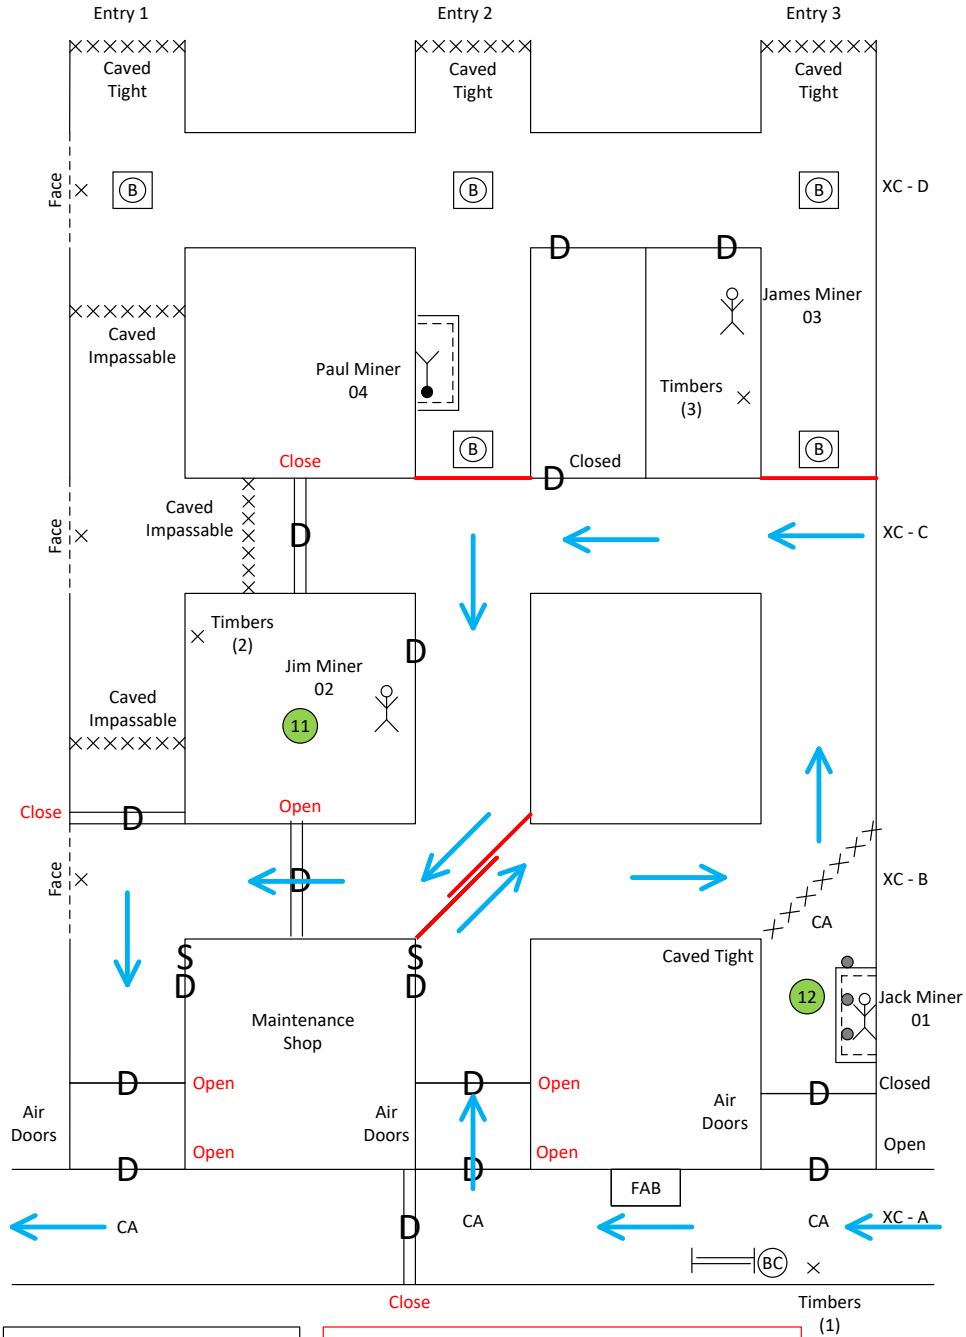 Entry 1
Entry 2
Entry 3
Caved
Tight
Caved
Tight
Caved
Tight
Face
B
B
B
XC - D
D
D
Caved
Impassable
James Miner
03
Paul Miner
04
Timbers
(3)
B
B
Close
Closed
D
Face
Caved
Impassable
D
XC - C
Timbers
(2)
D
Jim Miner
02
11
Caved
Impassable
Close
D
Open
Face
D
XC - B
CA
S
D
S
D
Caved Tight
12
Jack Miner
01
Maintenance
Shop
D
Open
D
Open
D
Closed
Air
Doors
Air
Doors
Air
Doors
D
Open
D
Open
D
Open
FAB
CA
D
CA
CA
XC - A
BC
Close
Timbers
(1)